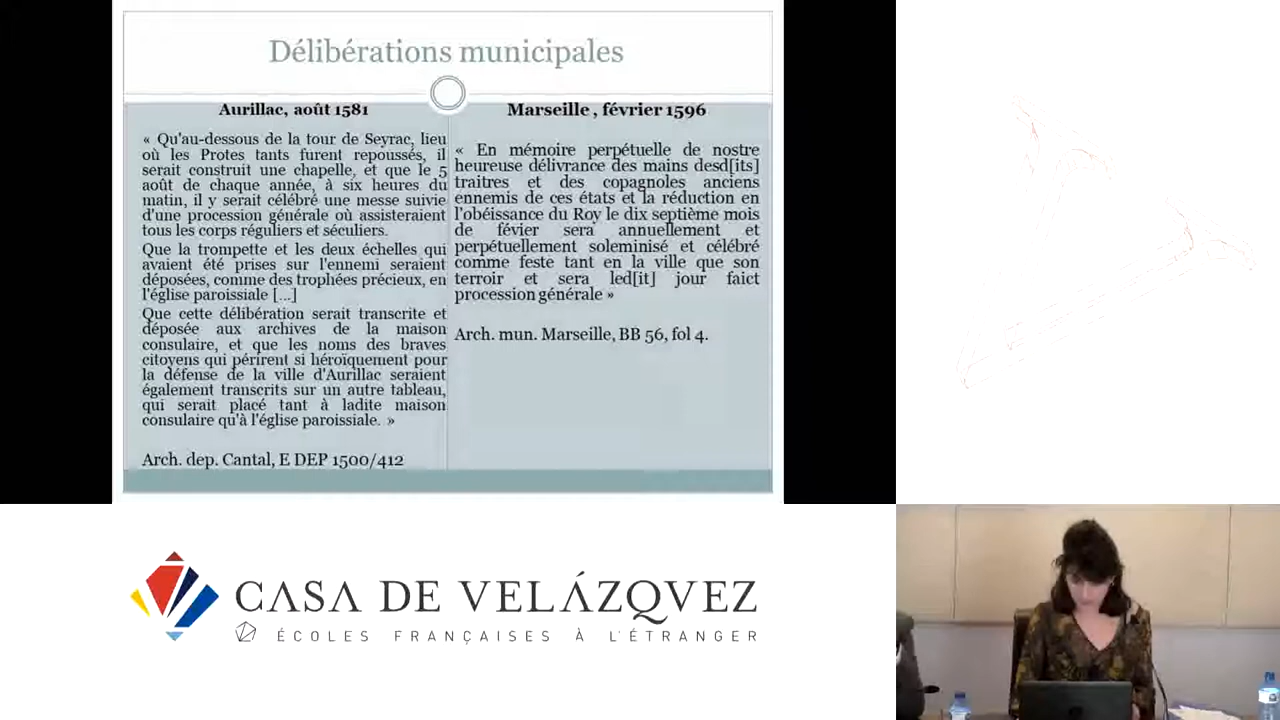 Délibérations municipales
Aurillac, août 1581
« Qu'au-dessous de la tour de Seyrac, lieu
où les Protes tants furent repoussés, il
serait construit une chapelle, et que le 5
août de chaque année, à six heures du
matin, il y serait célébré une messe suivie
d'une procession générale où assisteraient
tous les corps réguliers et séculiers.
Que la trompette et les deux échelles qui
avaient été prises sur l'ennemi seraient
déposées, comme des trophées précieux, en
l'église paroissiale [...]
Que cette délibération serait transcrite et
déposée aux archives de la maison
consulaire, et que les noms des braves
citoyens qui périrent si héroïquement pour
la défense de la ville d'Aurillac seraient
également transcrits sur un autre tableau,
qui serait placé tant à ladite maison
consulaire qu'à l'église paroissiale. »
Arch. dep. Cantal, E DEP 1500/412
Marseille , février 1596
« En mémoire perpétuelle de nostre
heureuse délivrance des mains desd[its]
traitres et des copagnoles anciens
ennemis de ces états et la réduction en
l'obéissance du Roy le dix septième mois
de févier sera annuellement et
perpétuellement soleminisé et célébré
comme feste tant en la ville que son
terroir et sera led[it] jour faict
procession générale »
Arch. mun. Marseille, BB 56, fol 4.
CASA DE VELÁZQVEZ
ÉCOLES FRANÇAISES À L'ÉTRANGER